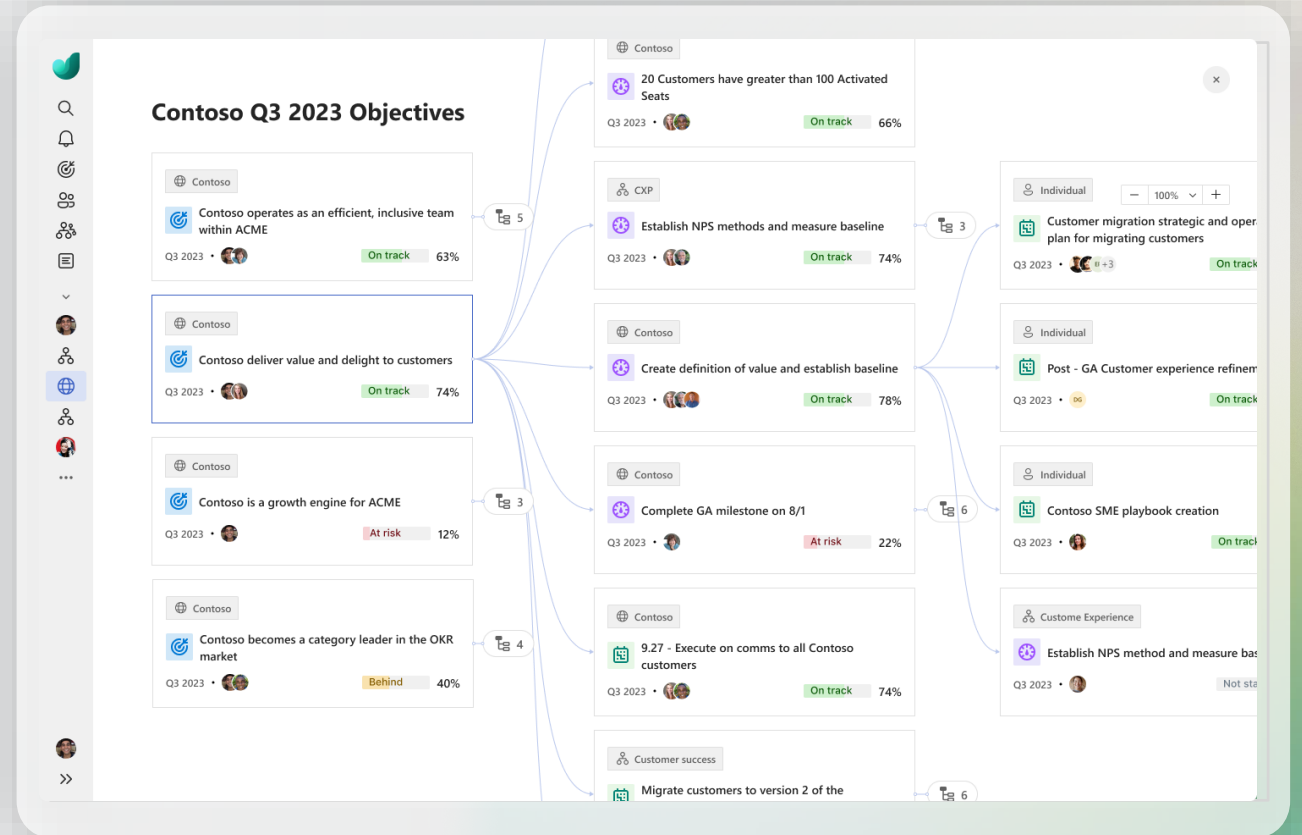 Contoso Q3 2023 Objectives
Contoso
Contoso operates as an efficient, inclusive team
within ACME
Q3 2023 •
On track
63%
5
Contoso
Contoso deliver value and delight to customers
Q3 2023 •
On track
74%
Contoso
Contoso is a growth engine for ACME
Q3 2023 •
At risk
12%
3
Contoso
Contoso becomes a category leader in the OKR
market
Q3 2023 •
Behind
40%
4
Contoso
20 Customers have greater than 100 Activated
Seats
Q3 2023 •
On track
66%
CXP
Establish NPS methods and measure baseline
Q3 2023 •
On track
74%
3
Contoso
Create definition of value and establish baseline
Q3 2023 •
On track
78%
Contoso
Complete GA milestone on 8/1
Q3 2023 •
At risk
22%
6
Contoso
9.27 - Execute on comms to all Contoso
customers
Q3 2023 •
On track
74%
Customer success
Migrate customers to version 2 of the
6
100%
Individual
Customer migration strategic and opera
plan for migrating customers
Q3 2023 •
+3
On track
Individual
Post - GA Customer experience refinem
Q3 2023 •
DG
On track
Individual
Contoso SME playbook creation
Q3 2023 •
On track
Custome Experience
Establish NPS method and measure bas
Q3 2023 •
Not sta